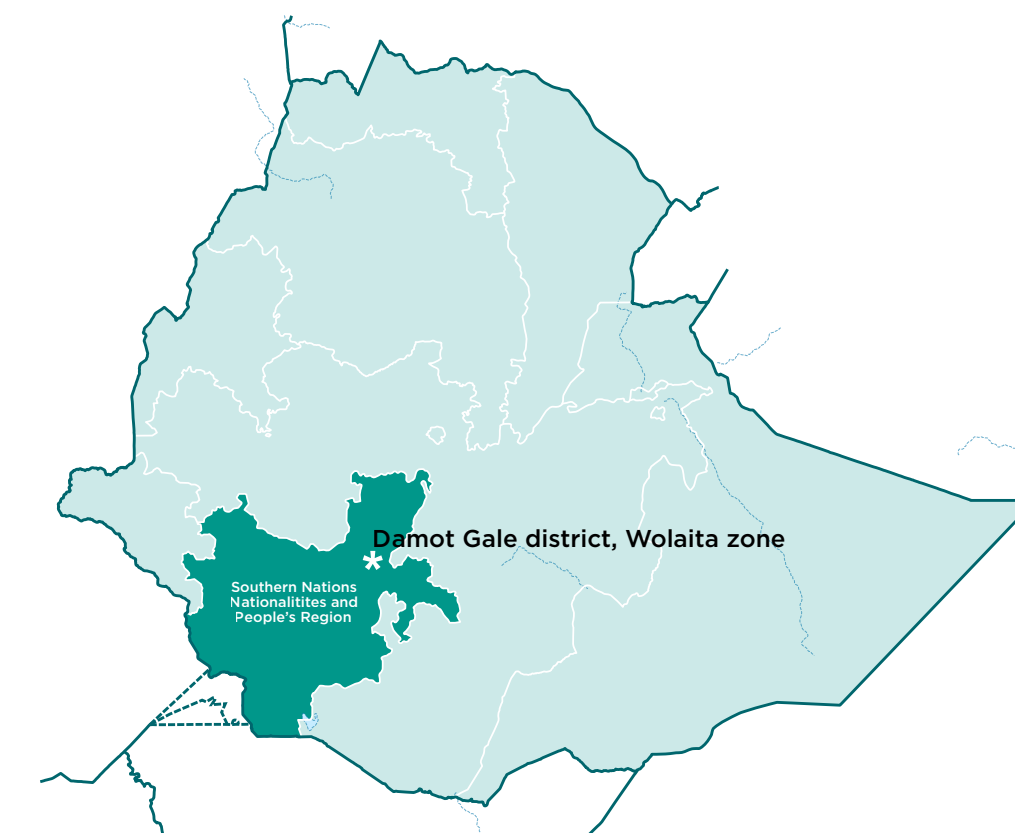 Damot Gale district, Wolaita zone
*
Southern Nations
Nationalitites and
People's Region